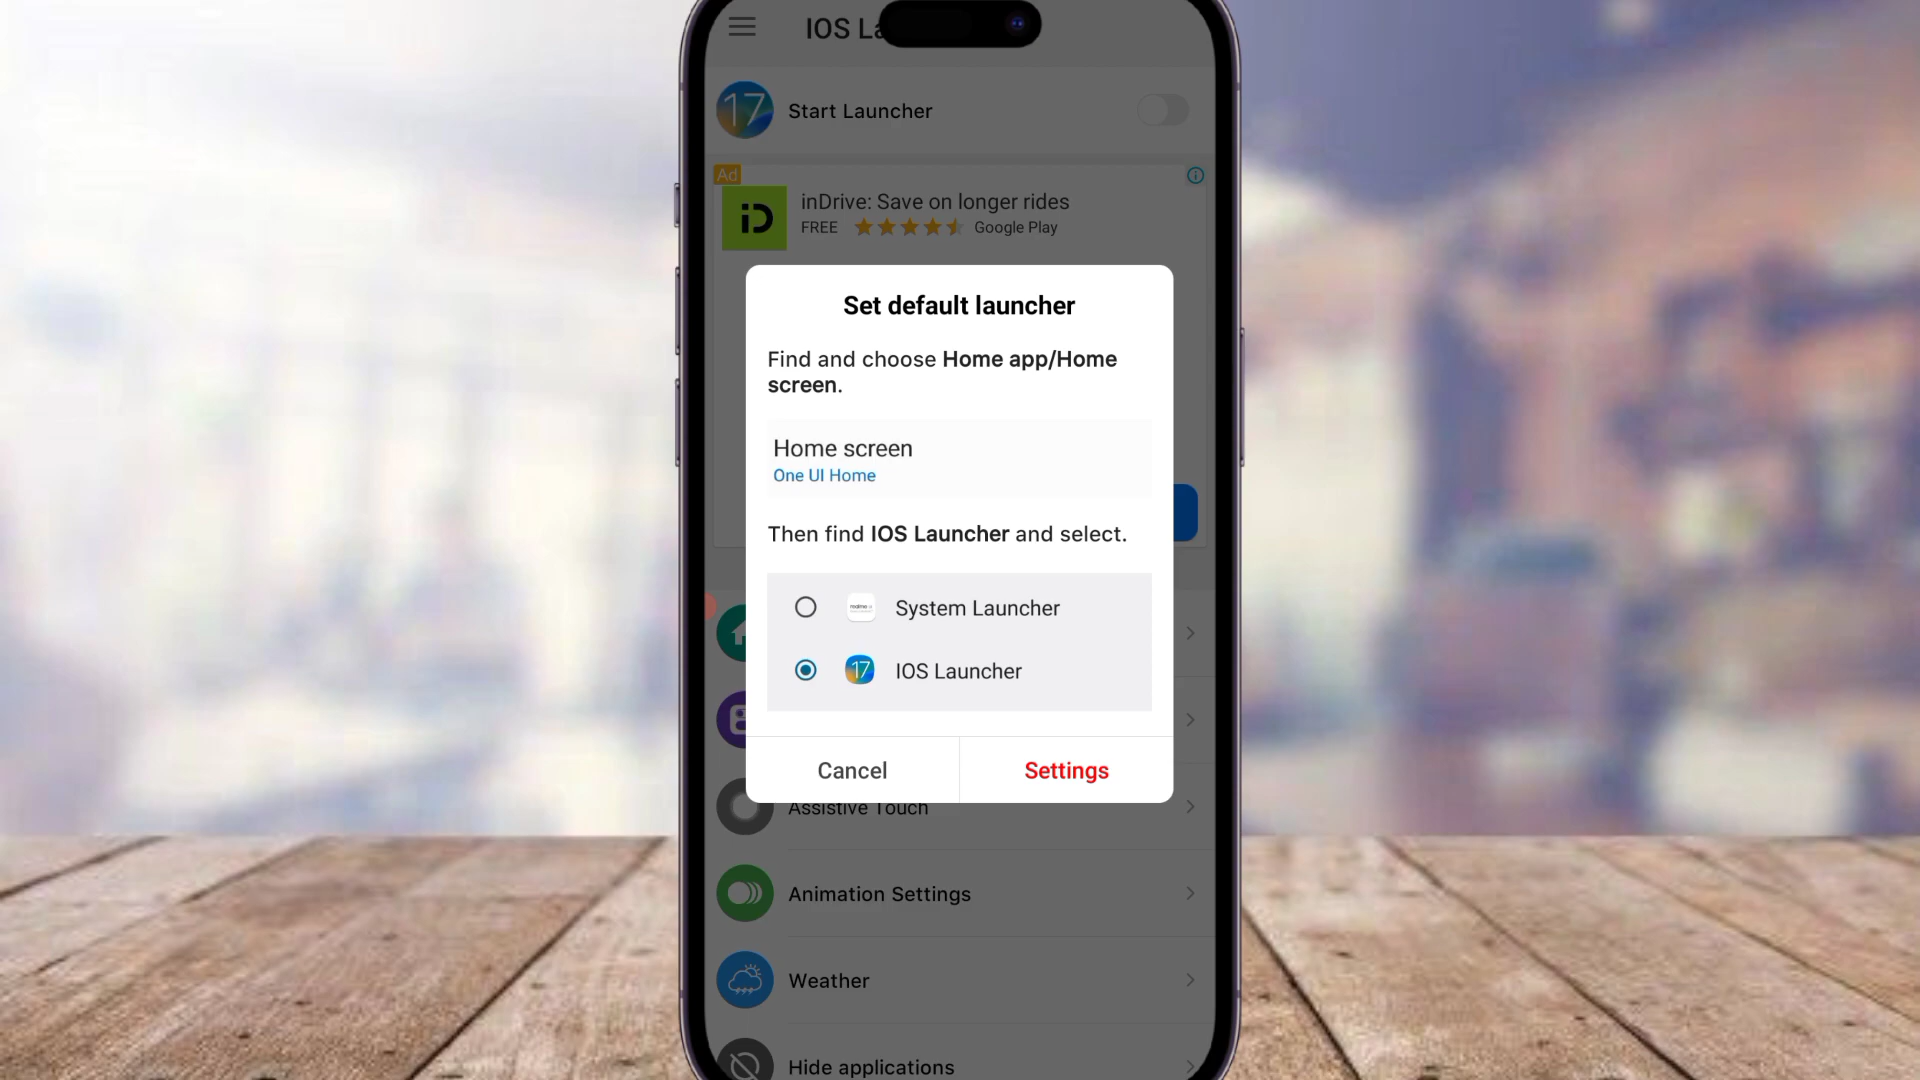 IOS La
17
Start Launcher
Ad
iD
inDrive: Save on longer rides
FREE
Google Play
Set default launcher
Find and choose Home app/Home
screen.
Home screen
One UI Home
Then find IOS Launcher and select.
System Launcher
17
IOS Launcher
Cancel
Settings
Assistive Touch
Animation Settings
Weather
Hide applications